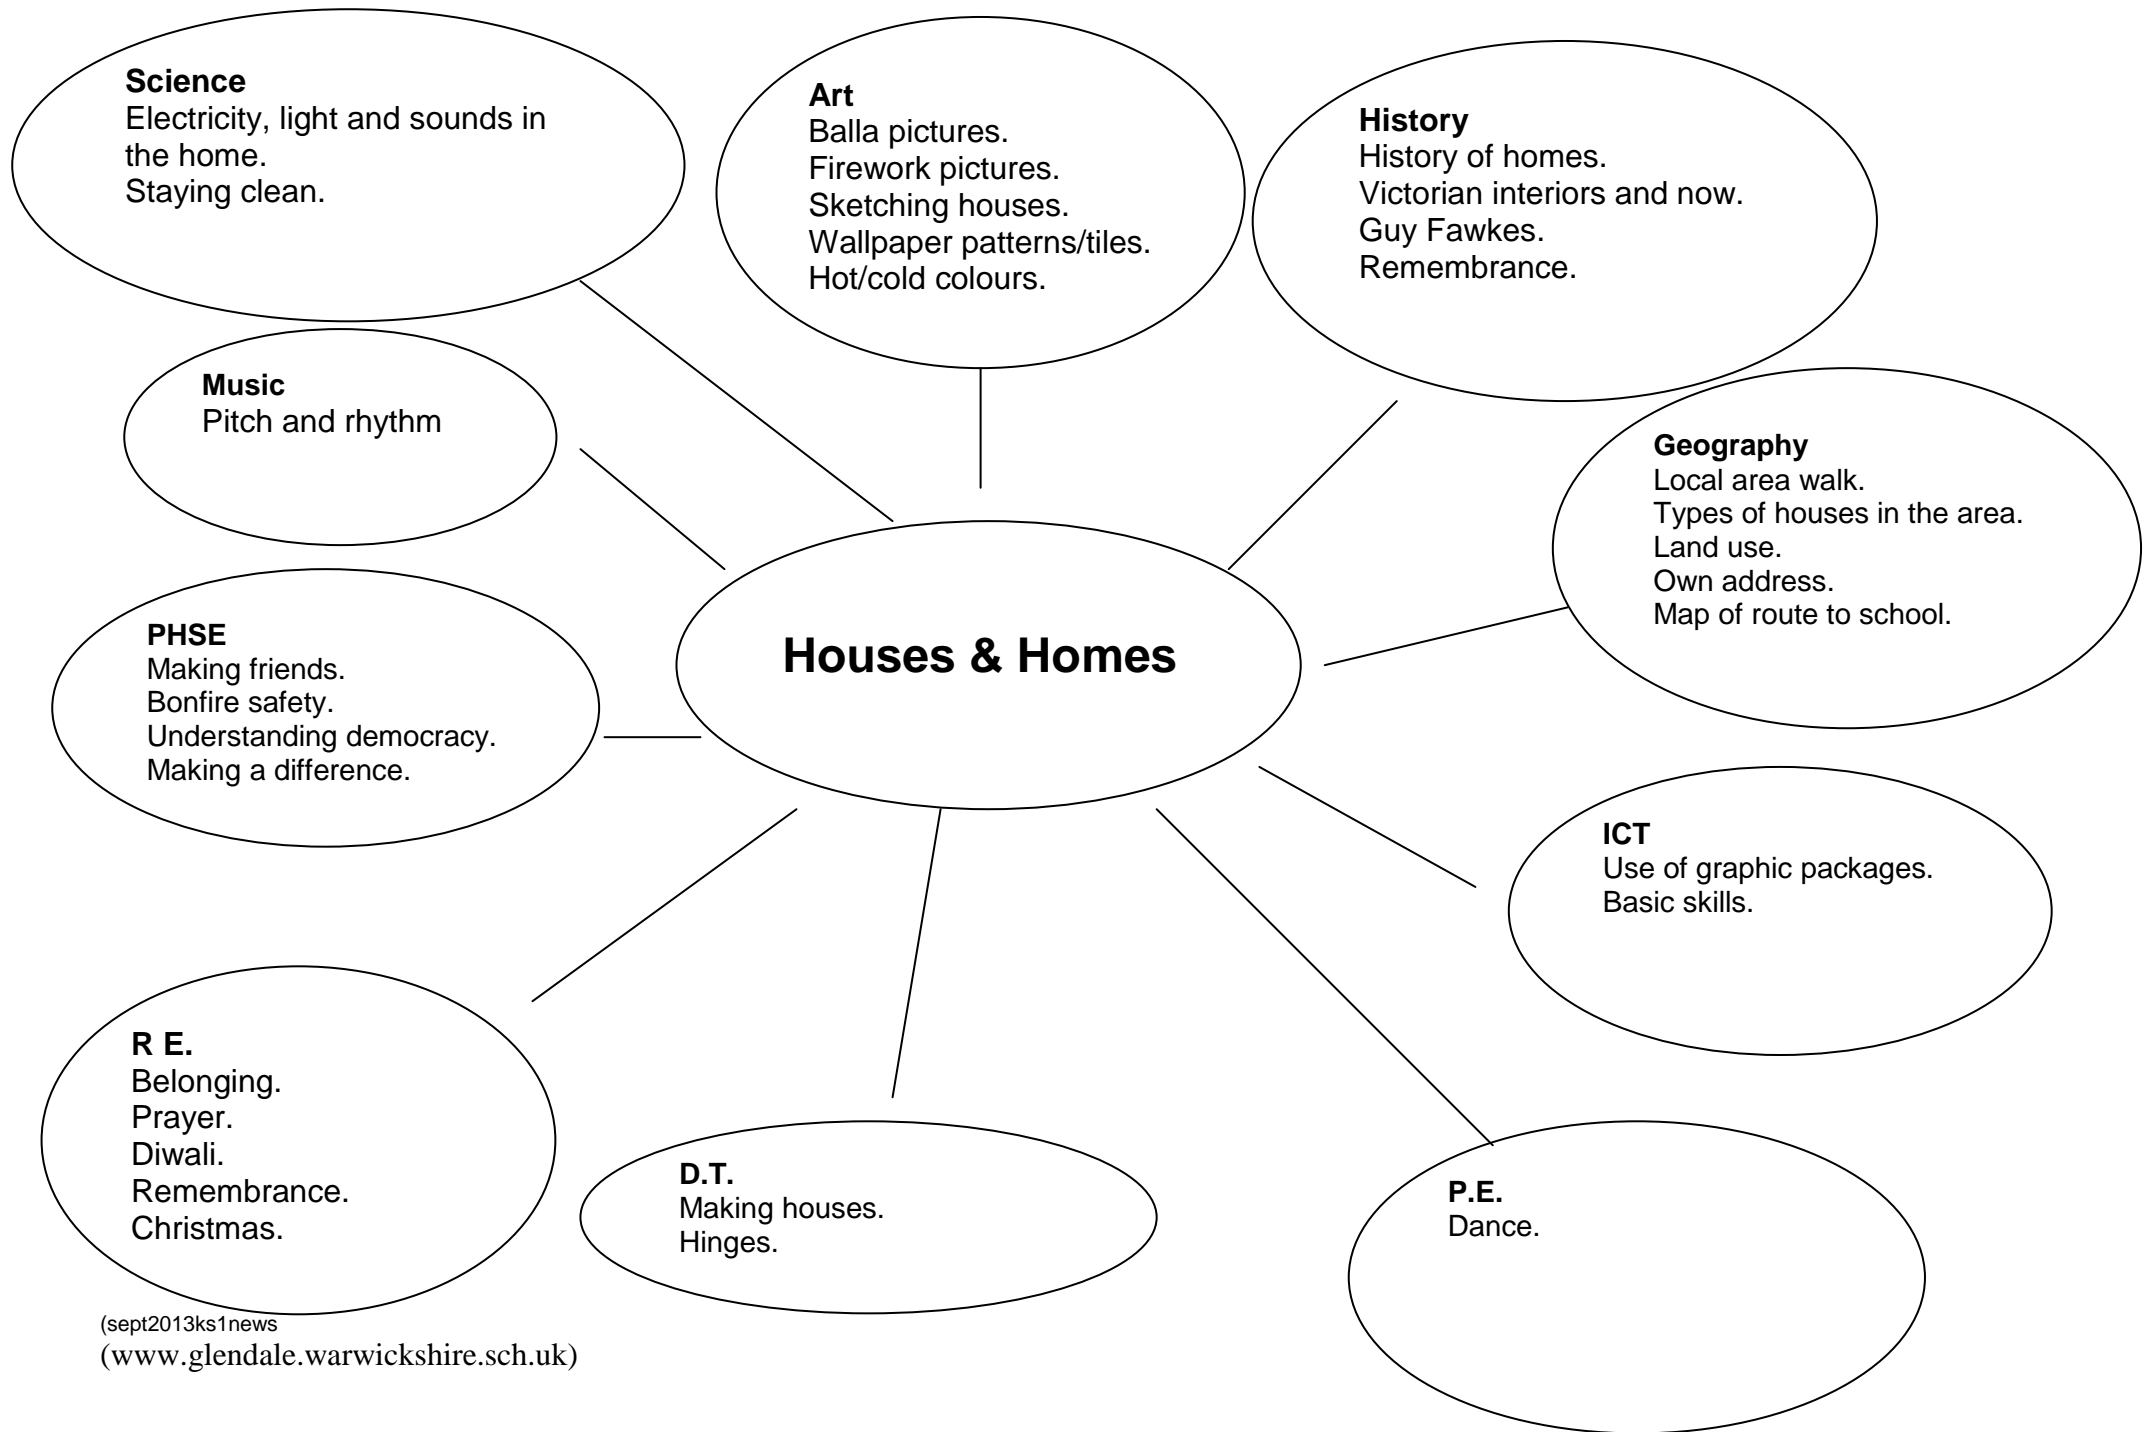 Science
Electricity, light and sounds in
the home.
Staying clean.
Art
Balla pictures.
Firework pictures.
Sketching houses.
Wallpaper patterns/tiles.
Hot/cold colours.
History
History of homes.
Victorian interiors and now.
Guy Fawkes.
Remembrance.
Music
Pitch and rhythm
Geography
Local area walk.
Types of houses in the area.
Land use.
Own address.
Map of route to school.
PHSE
Making friends.
Bonfire safety.
Understanding democracy.
Making a difference.
Houses & Homes
ICT
Use of graphic packages.
Basic skills.
R E.
Belonging.
Prayer.
Diwali.
Remembrance.
Christmas.
D.T.
Making houses.
Hinges.
P.E.
Dance.
(sept2013ks1news
(www.glendale.warwickshire.sch.uk)